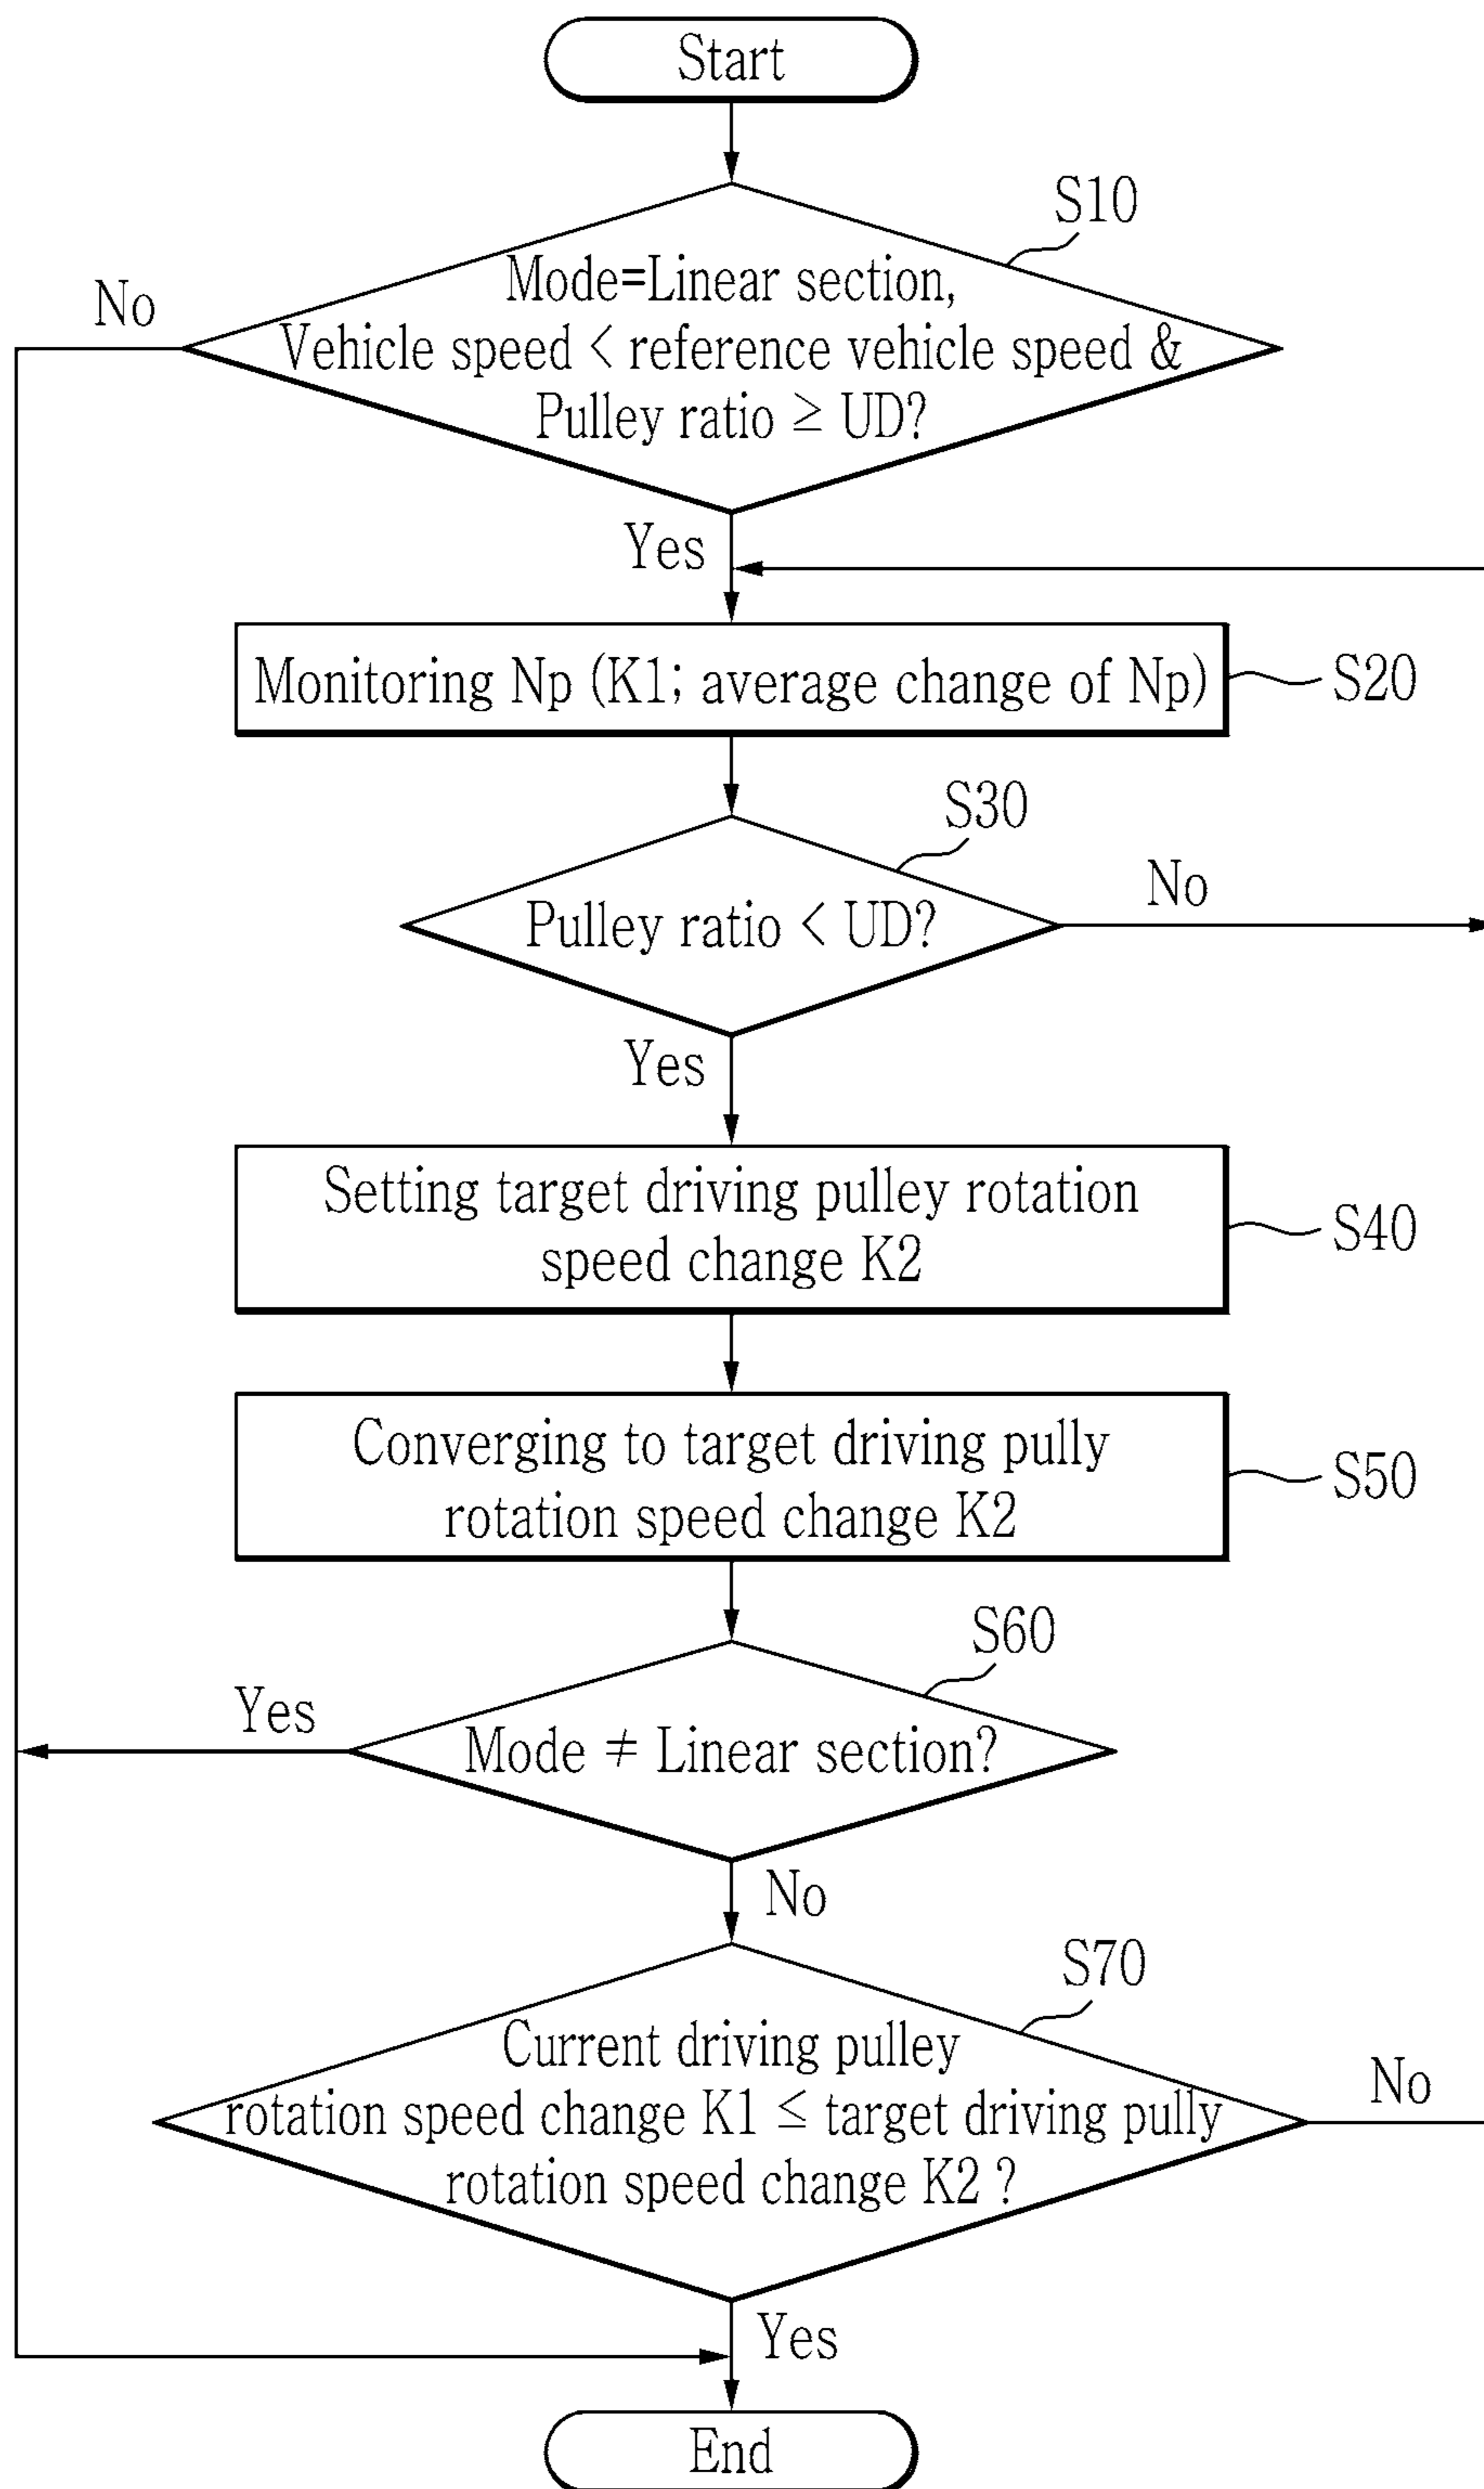 Start
S10
No
Mode=Linear section,
Vehicle speed < reference vehicle speed &
Pulley ratio ≥ UD?
Yes
Monitoring Np (K1; average change of Np)
S20
S30
Pulley ratio < UD?
No
Yes
Setting target driving pulley rotation
speed change K2
S40
Converging to target driving pully
rotation speed change K2
S50
S60
Yes
Mode ≠ Linear section?
No
S70
Current driving pulley
rotation speed change K1 ≤ target driving pully
rotation speed change K2 ?
No
Yes
End